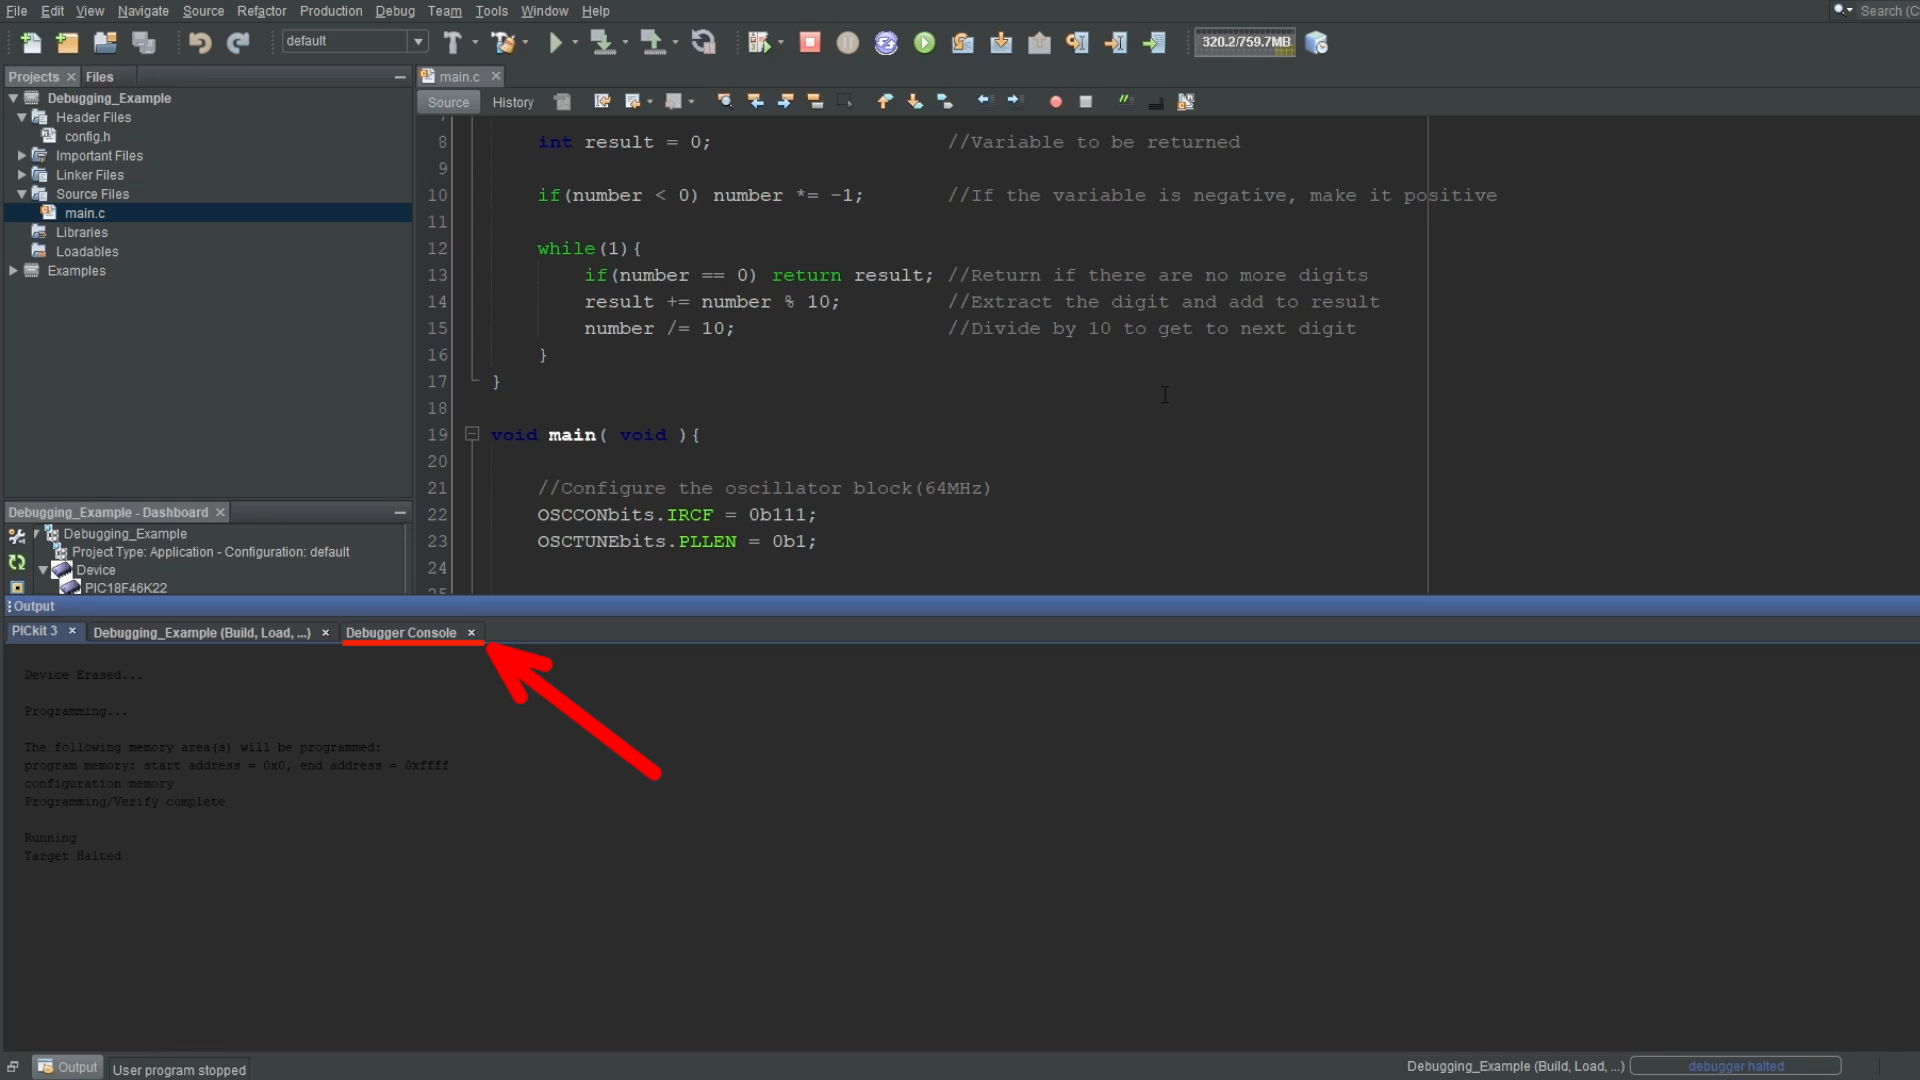 File Edit View Navigate Source Refactor Production Debug Team Tools Window Help
Search (C
default
320.2/759.7MB
Projects Files
main.c
Debugging_Example
Header Files
config.h
Important Files
Linker Files
Source Files
main.c
Libraries
Loadables
Examples
Source History
8 int result = 0; //Variable to be returned
9
10 if(number < 0) number *= -1; //If the variable is negative, make it positive
11
12 while(1){
13 if(number == 0) return result; //Return if there are no more digits
14 result += number % 10; //Extract the digit and add to result
15 number /= 10; //Divide by 10 to get to next digit
16 }
17 }
18
19 void main( void ){
20
21 //Configure the oscillator block(64MHz)
22 OSCCONbits.IRCF = 0b111;
23 OSCTUNEbits.PLLEN = 0b1;
24
Debugging_Example - Dashboard
Debugging_Example
Project Type: Application - Configuration: default
Device
PIC18F46K22
Output
PICkit 3 Debugging_Example (Build, Load, ...) Debugger Console
Device Erased...
Programming...
The following memory area(s) will be programmed:
program memory: start address = 0x0, end address = 0xffff
configuration memory
Programming/Verify complete
Running
Target Halted
Output User program stopped
Debugging_Example (Build, Load, ...) debugger halted